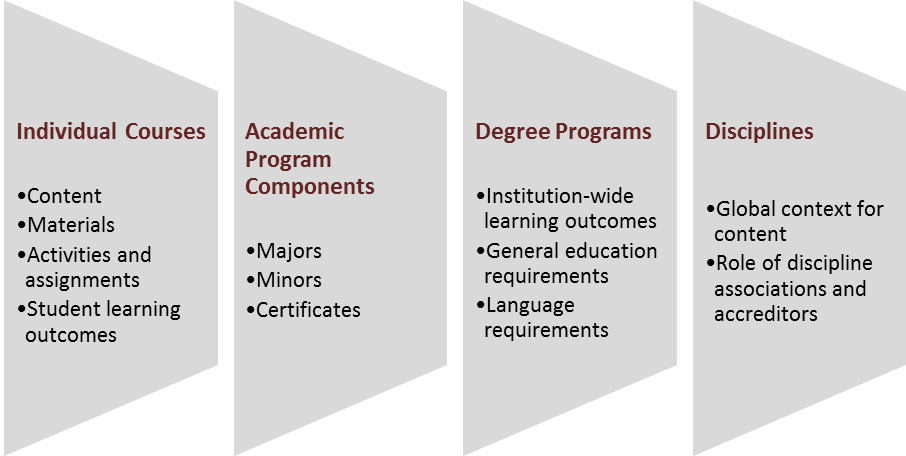 Individual Courses
•Content
•Materials
•Activities and
assignments
•Student learning
outcomes
Academic
Program
Components
•Majors
•Minors
•Certificates
Degree Programs
•Institution-wide
learning outcomes
•General education
requirements
•Language
requirements
Disciplines
•Global context for
content
•Role of discipline
associations and
accreditors